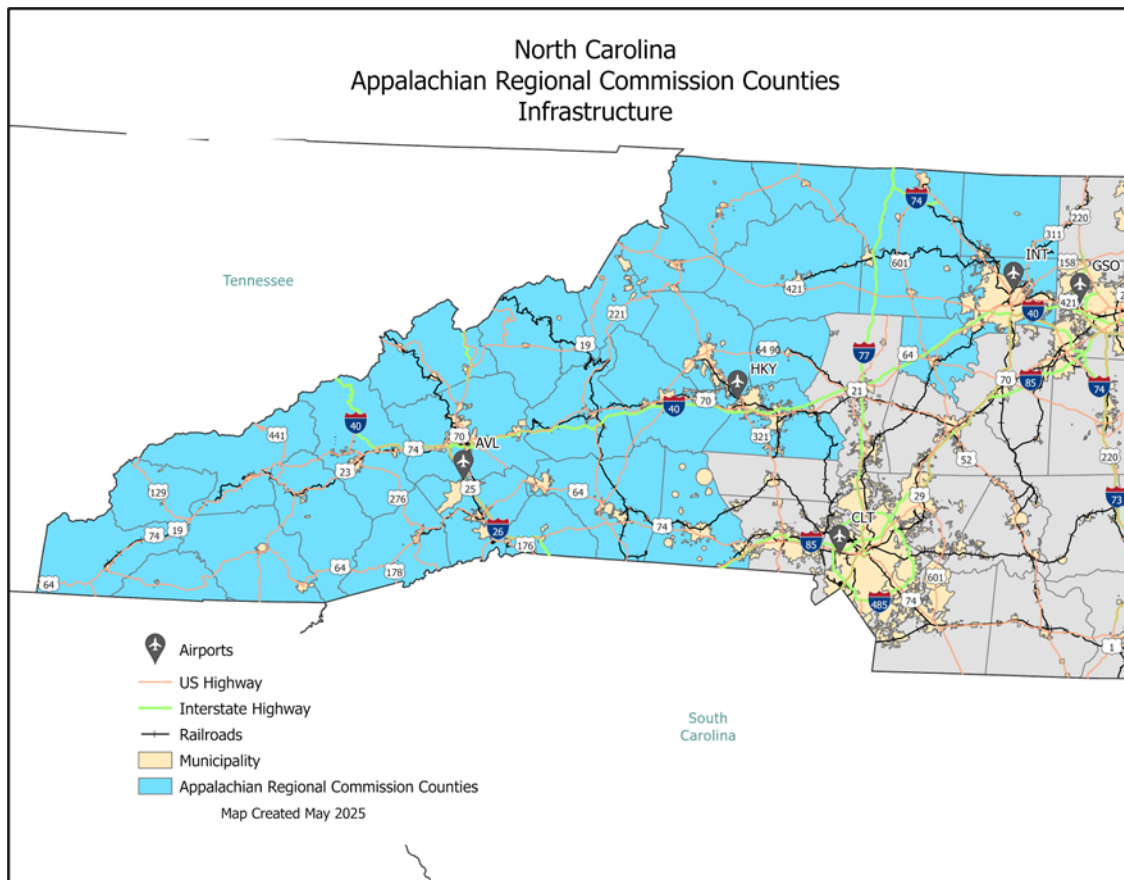 North Carolina
Appalachian Regional Commission Counties
Infrastructure
74
220
311
INT
158
GSO
601
Tennessee
421
421
2
40
221
19
77
64
64 90
HKY
85
70
74
21
40
70
441
40
70
321
74
AVL
52
220
23
129
276
25
64
29
73
74
CLT
74
19
26
85
176
64
178
64
601
485
74
1
Airports
US Highway
Interstate Highway
Railroads
Municipality
Appalachian Regional Commission Counties
Map Created May 2025
South
Carolina